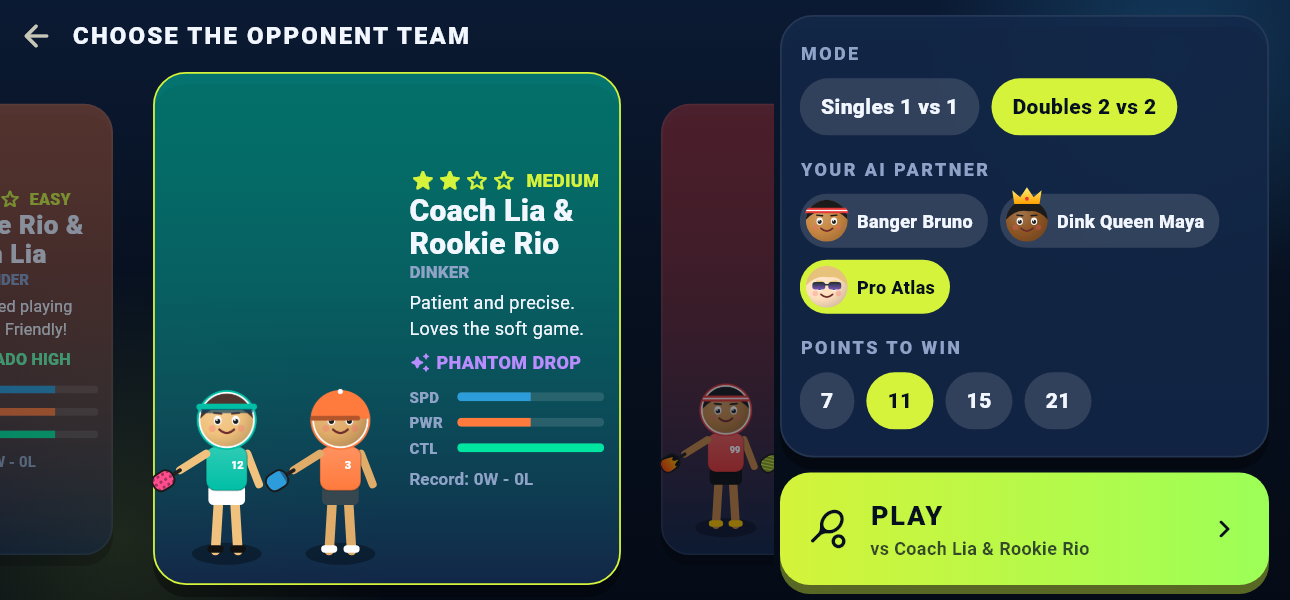 CHOOSE THE OPPONENT TEAM
EASY
e Rio &
Lia
DER
ed playing
Friendly!
ADO HIGH
W - 0L
MEDIUM
Coach Lia &
Rookie Rio
DINKER
Patient and precise.
Loves the soft game.
PHANTOM DROP
SPD
PWR
CTL
Record: 0W - 0L
12
3
99
MODE
Singles 1 vs 1
Doubles 2 vs 2
YOUR AI PARTNER
Banger Bruno
Dink Queen Maya
Pro Atlas
POINTS TO WIN
7
11
15
21
PLAY
vs Coach Lia & Rookie Rio